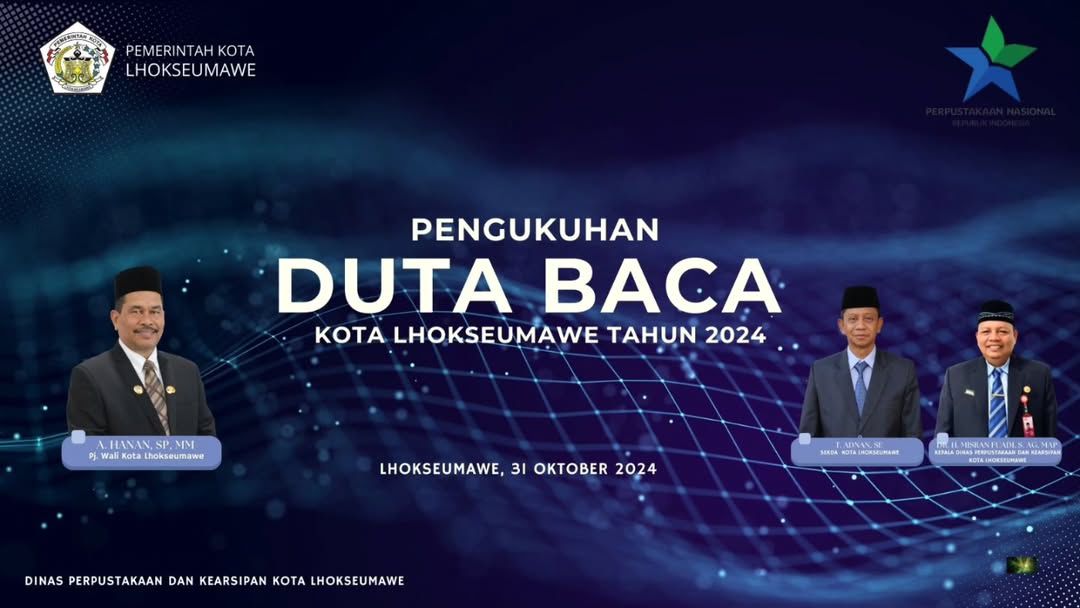 PEMERINTAH KOTA
LHOKSEUMAWE
PERPUSTAKAAN NASIONAL
REPUBLIK INDONESIA
PENGUKUHAN
DUTA BACA
KOTA LHOKSEUMAWE TAHUN 2024
A. HANAN, SP, MM
Pj. Wali Kota Lhokseumawe
T. ADNAN, SE
SEKDA KOTA LHOKSEUMAWE
DR. H. MISRAN FUADI, S. AG, MAP
KEPALA DINAS PERPUSTAKAAN DAN KEARSIPAN
KOTA LHOKSEUMAWE
LHOKSEUMAWE, 31 OKTOBER 2024
DINAS PERPUSTAKAAN DAN KEARSIPAN KOTA LHOKSEUMAWE